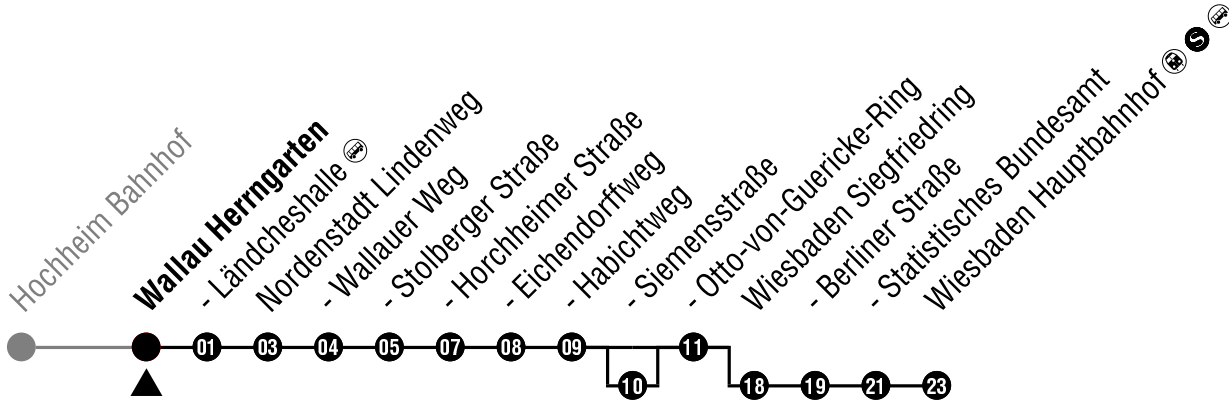 Hochheim Bahnhof
Wallau Herrngarten
- Ländcheshalle
Nordenstadt Lindenweg
- Wallauer Weg
- Stolberger Straße
- Horchheimer Straße
- Eichendorffweg
- Habichtweg
- Siemensstraße
- Otto-von-Guericke-Ring
Wiesbaden Siegfriedring
- Berliner Straße
- Statistisches Bundesamt
Wiesbaden Hauptbahnhof S
01 03 04 05 07 08 09 11
10 18 19 21 23